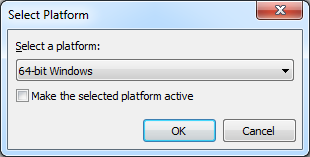 Select Platform
Select a platform:
64-bit Windows
Make the selected platform active
OK
Cancel